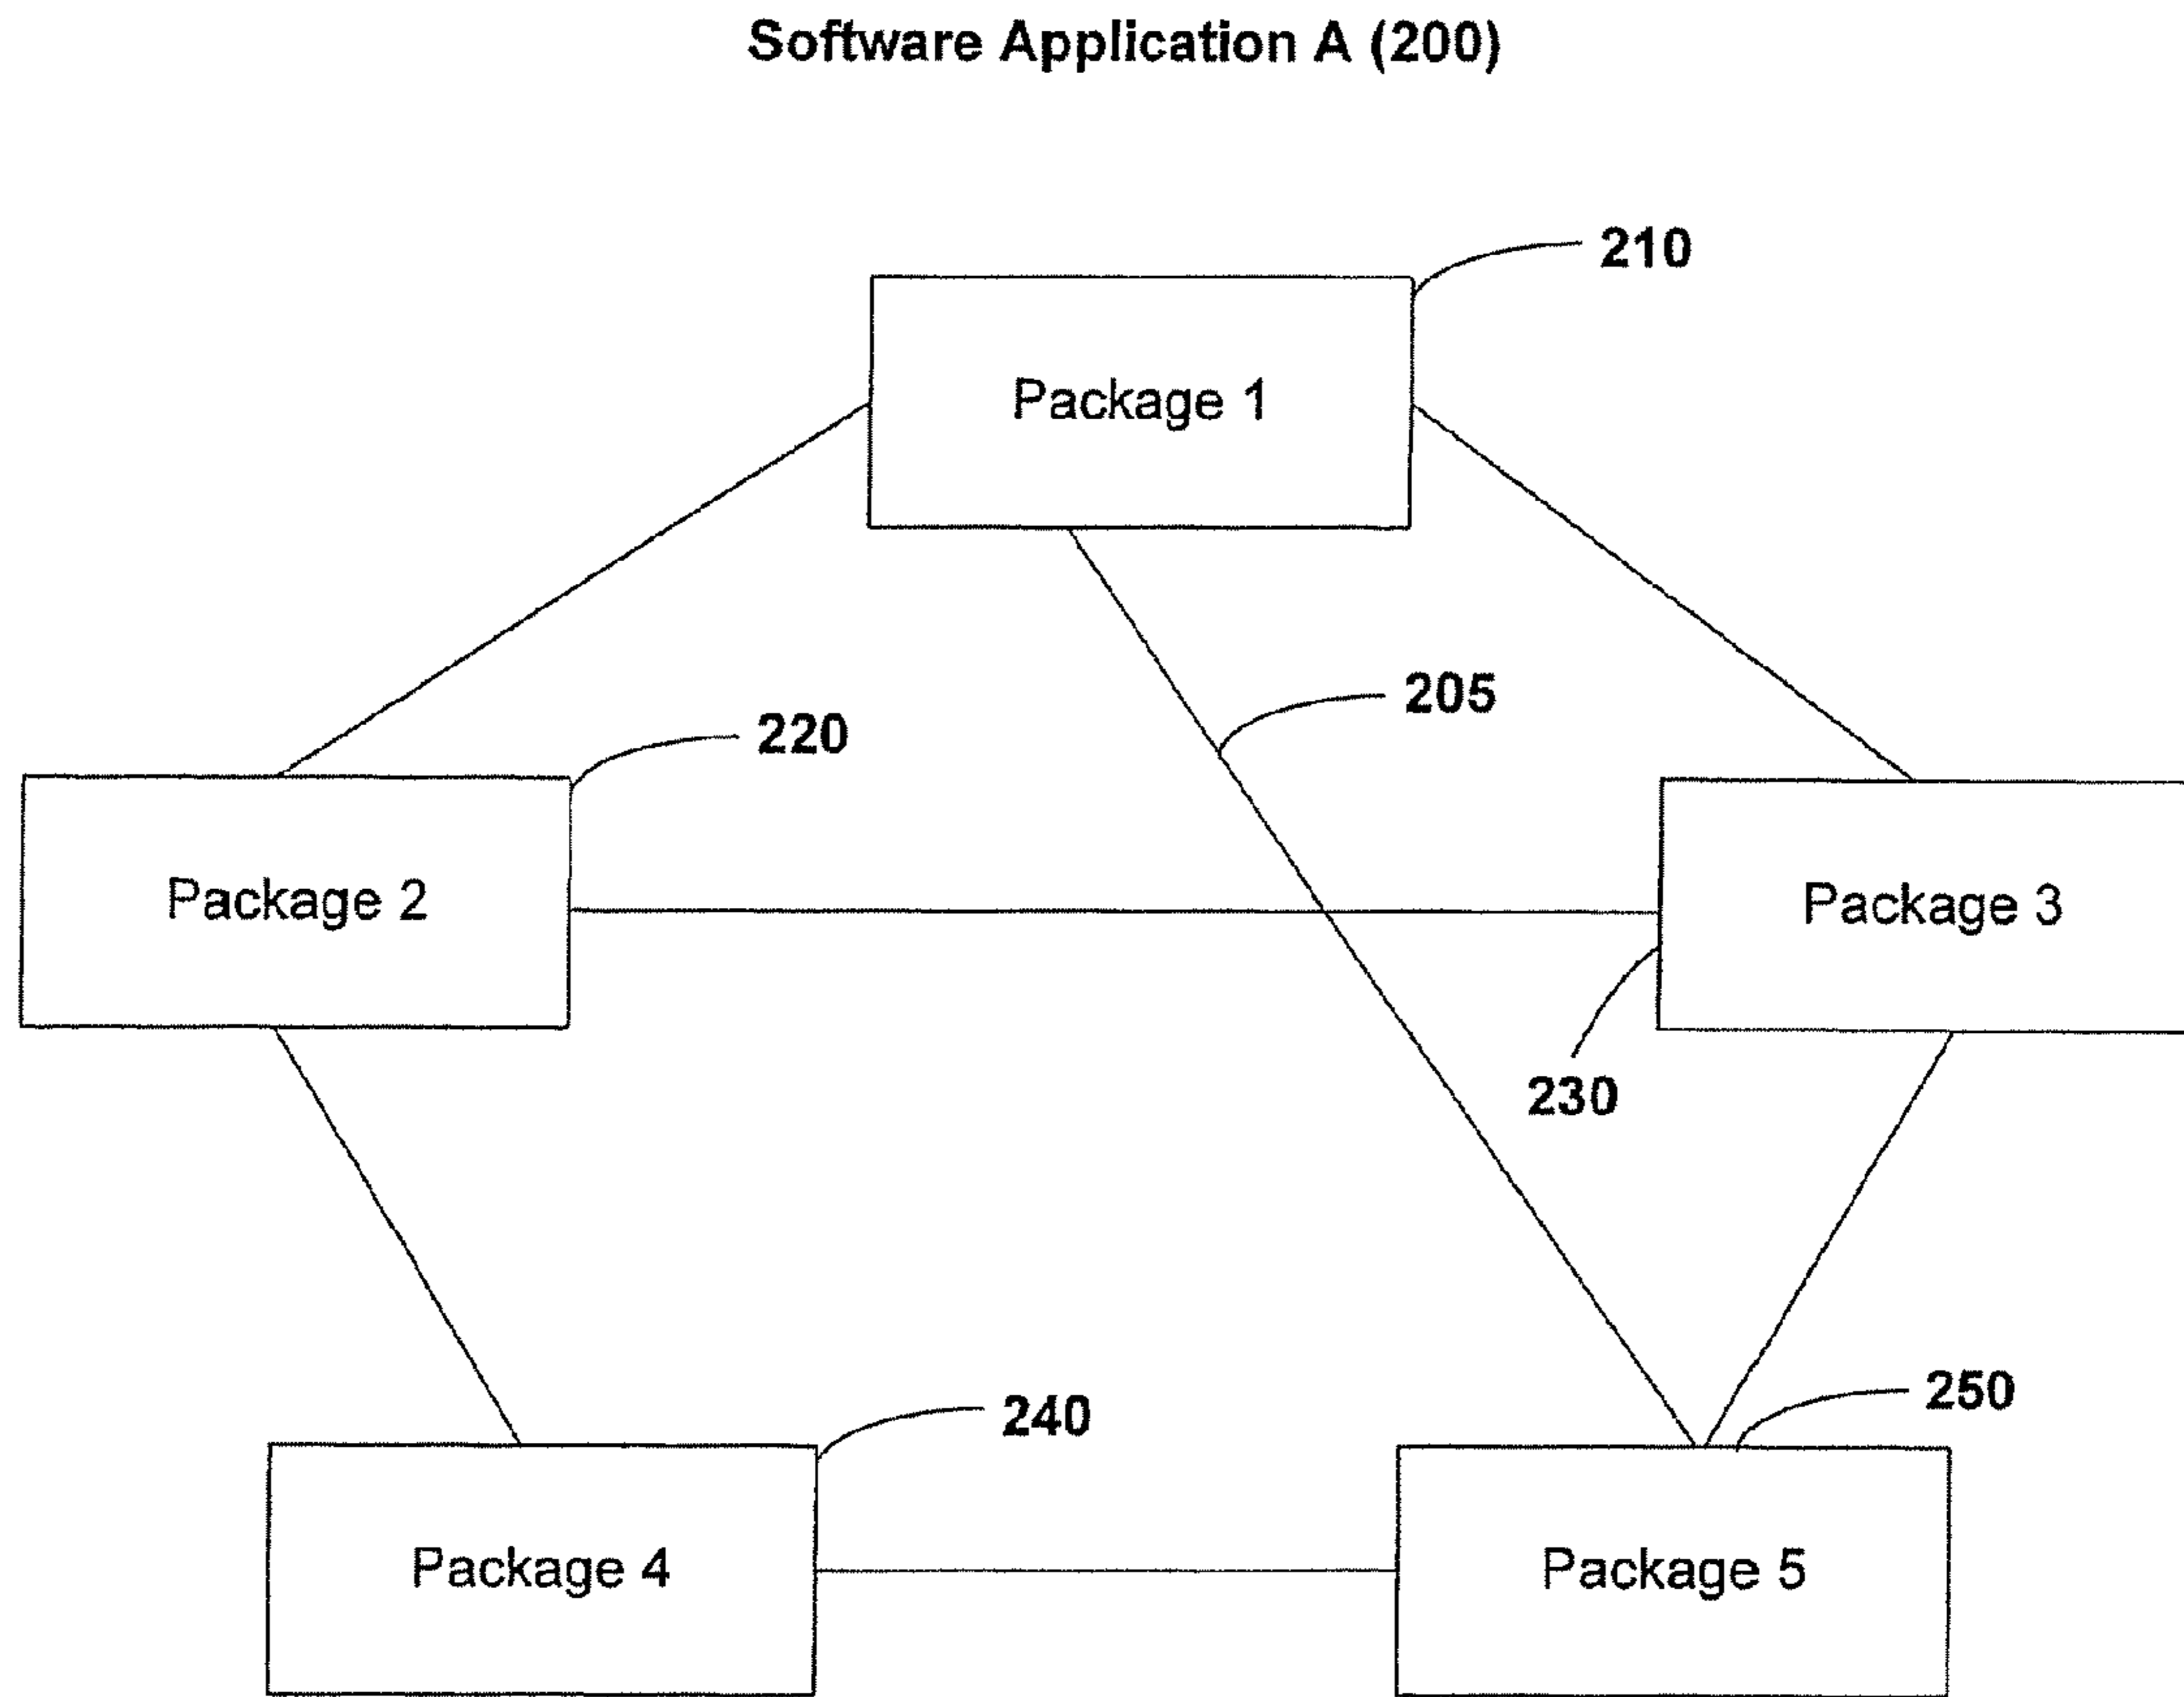 Software Application A (200)
210
Package 1
205
220
Package 2
Package 3
230
240
250
Package 4
Package 5